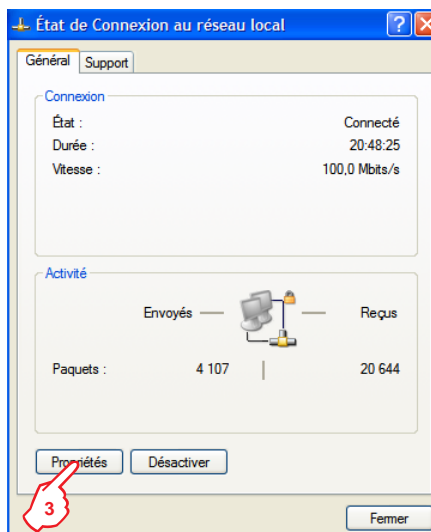 État de Connexion au réseau local
Général Support
Connexion
État : Connecté
Durée : 20:48:25
Vitesse : 100,0 Mbits/s
Activité
Envoyés Reçus
Paquets : 4 107 20 644
Propriétés Désactiver
3
Fermer